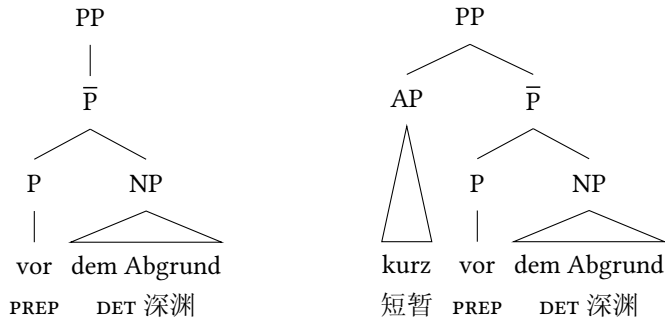 PP PP
P̅ AP P̅
P NP P NP
vor dem Abgrund kurz vor dem Abgrund
PREP DET 深渊 短暂 PREP DET 深渊